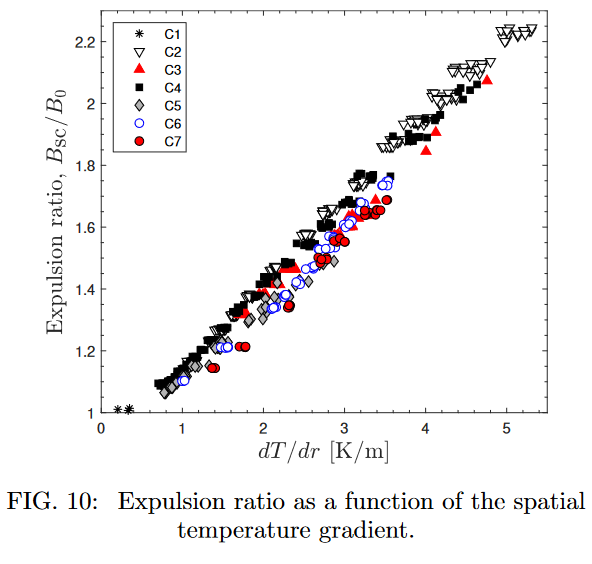 2.2
2
1.8
1.6
1.4
1.2
1
Expulsion ratio, B_sc/B_0
C1
C2
C3
C4
C5
C6
C7
0 1 2 3 4 5
dT/dr [K/m]
FIG. 10: Expulsion ratio as a function of the spatial
temperature gradient.